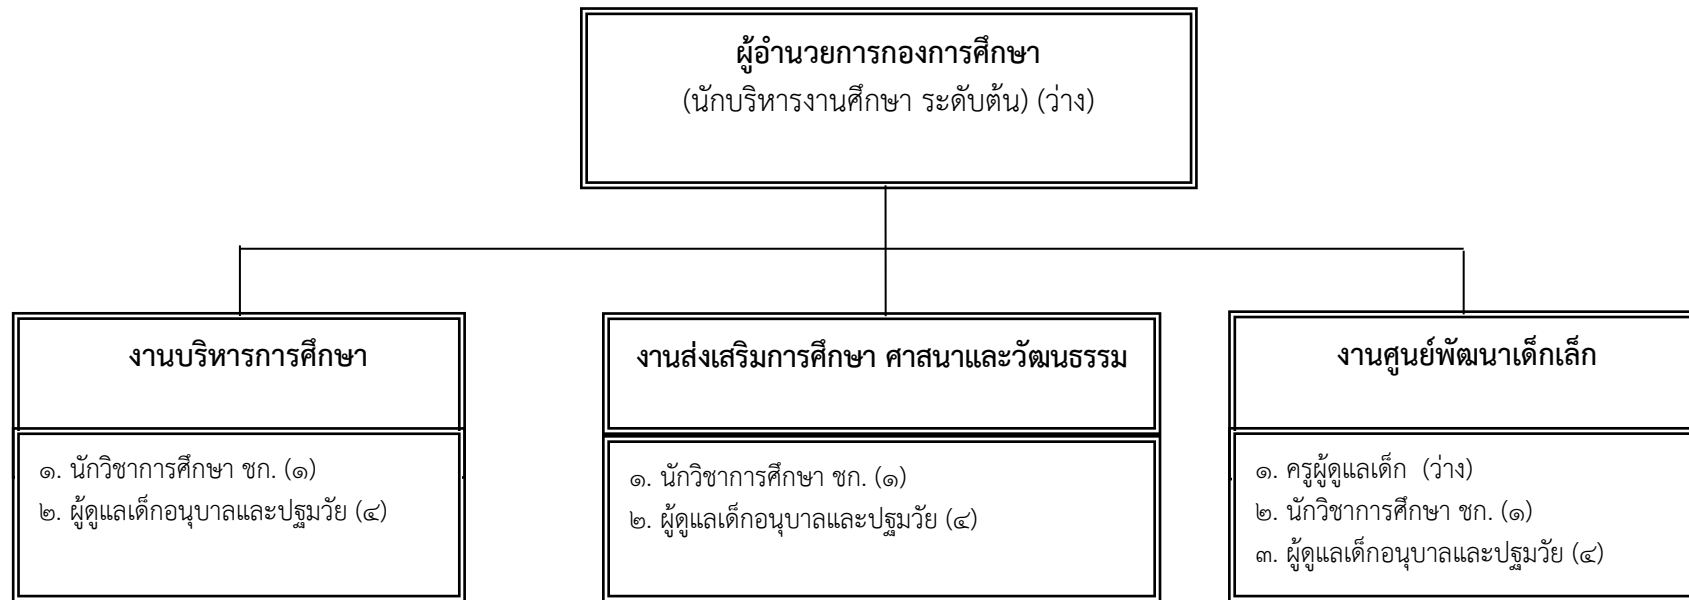 ผู้อำนวยการกองการศึกษา
(นักบริหารงานศึกษา ระดับต้น) (ว่าง)
งานบริหารการศึกษา
๑. นักวิชาการศึกษา ชก. (๑)
๒. ผู้ดูแลเด็กอนุบาลและปฐมวัย (๔)
งานส่งเสริมการศึกษา ศาสนาและวัฒนธรรม
๑. นักวิชาการศึกษา ชก. (๑)
๒. ผู้ดูแลเด็กอนุบาลและปฐมวัย (๔)
งานศูนย์พัฒนาเด็กเล็ก
๑. ครูผู้ดูแลเด็ก (ว่าง)
๒. นักวิชาการศึกษา ชก. (๑)
๓. ผู้ดูแลเด็กอนุบาลและปฐมวัย (๔)